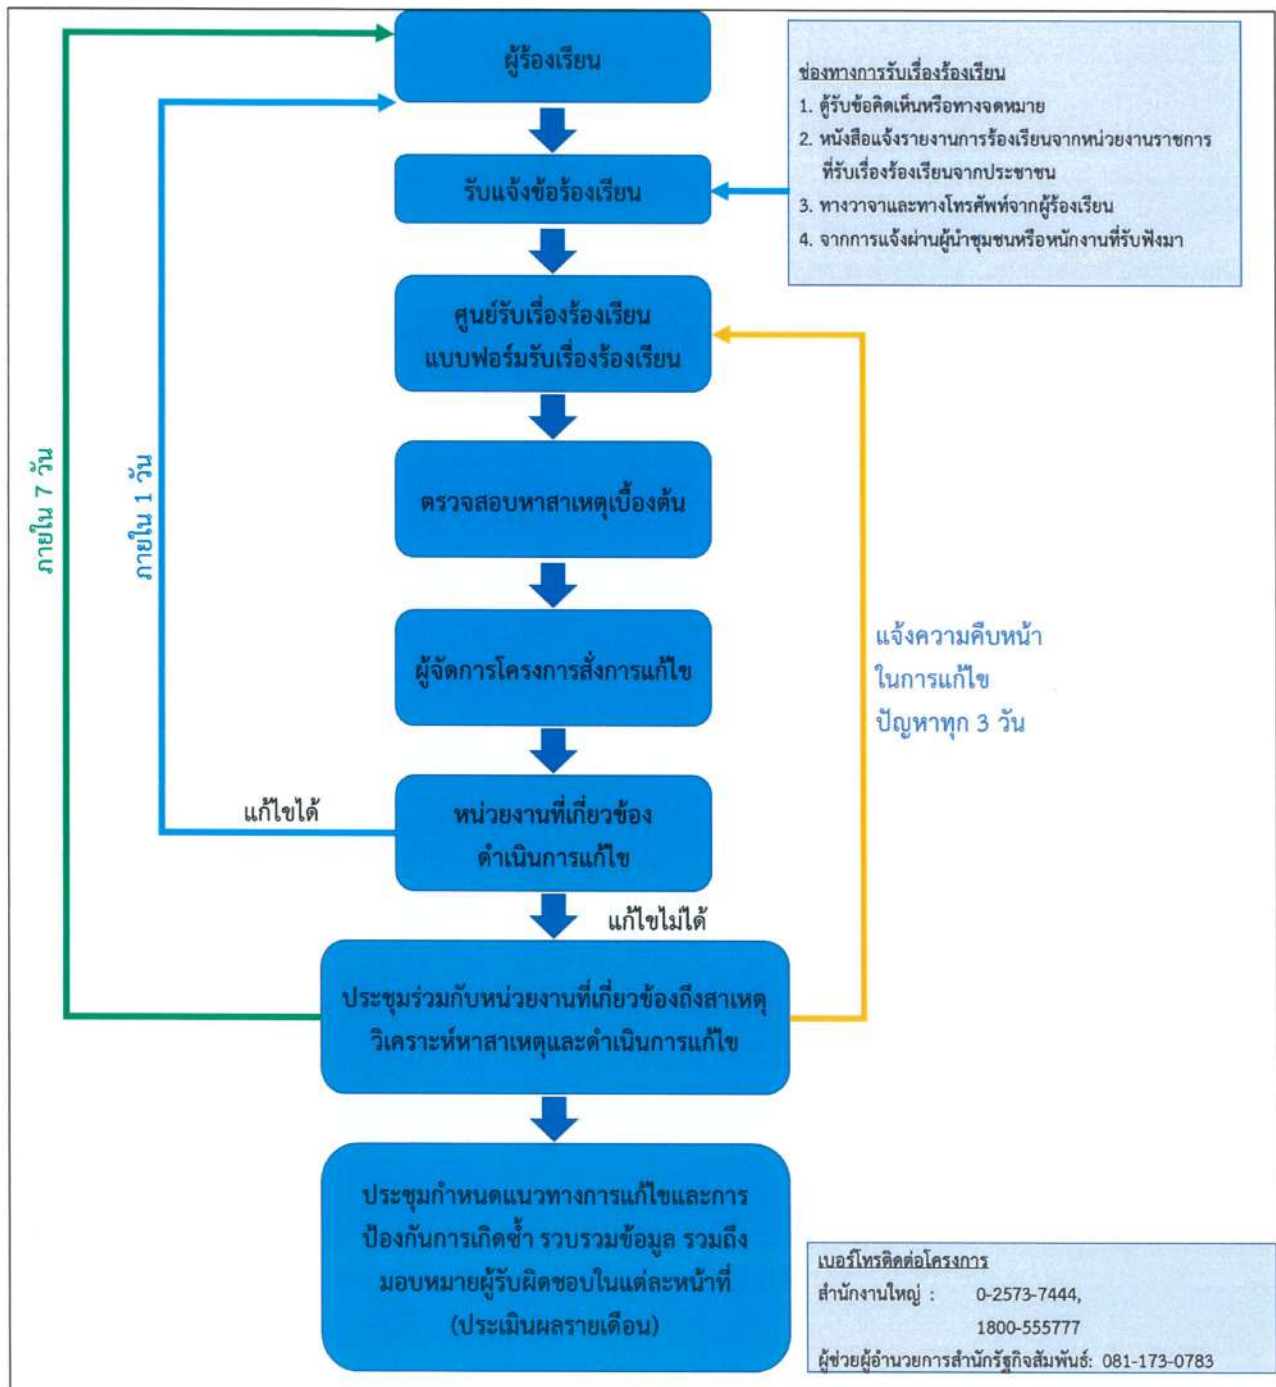 ผู้ร้องเรียน
ช่องทางการรับเรื่องร้องเรียน
1. ตู้รับข้อคิดเห็นหรือทางจดหมาย
2. หนังสือแจ้งรายงานการร้องเรียนจากหน่วยงานราชการ
ที่รับเรื่องร้องเรียนจากประชาชน
3. ทางวาจาและทางโทรศัพท์จากผู้ร้องเรียน
4. จากการแจ้งผ่านผู้นำชุมชนหรือหนักงานที่รับฟังมา
รับแจ้งข้อร้องเรียน
ศูนย์รับเรื่องร้องเรียน
แบบฟอร์มรับเรื่องร้องเรียน
ตรวจสอบหาสาเหตุเบื้องต้น
ภายใน 7 วัน
ภายใน 1 วัน
ผู้จัดการโครงการสั่งการแก้ไข
แจ้งความคืบหน้า
ในการแก้ไข
ปัญหาทุก 3 วัน
แก้ไขได้
หน่วยงานที่เกี่ยวข้อง
ดำเนินการแก้ไข
แก้ไขไม่ได้
ประชุมร่วมกับหน่วยงานที่เกี่ยวข้องถึงสาเหตุ
วิเคราะห์หาสาเหตุและดำเนินการแก้ไข
ประชุมกำหนดแนวทางการแก้ไขและการ
ป้องกันการเกิดซ้ำ รวบรวมข้อมูล รวมถึง
มอบหมายผู้รับผิดชอบในแต่ละหน้าที่
(ประเมินผลรายเดือน)
เบอร์โทรติดต่อโครงการ
สำนักงานใหญ่ : 0-2573-7444,
1800-555777
ผู้ช่วยผู้อำนวยการสำนักรัฐกิจสัมพันธ์: 081-173-0783